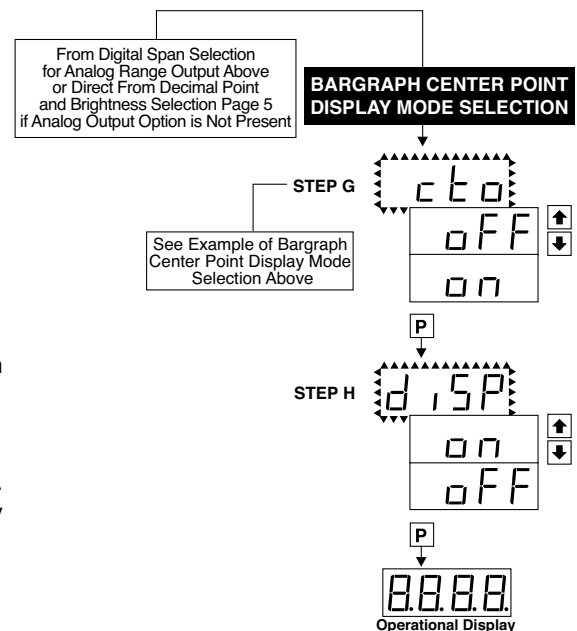 From Digital Span Selection
for Analog Range Output Above
or Direct From Decimal Point
and Brightness Selection Page 5
if Analog Output Option is Not Present
BARGRAPH CENTER POINT
DISPLAY MODE SELECTION
STEP G
cto
oFF
on
See Example of Bargraph
Center Point Display Mode
Selection Above
P
STEP H
diSP
on
oFF
P
8.8.8.8.
Operational Display